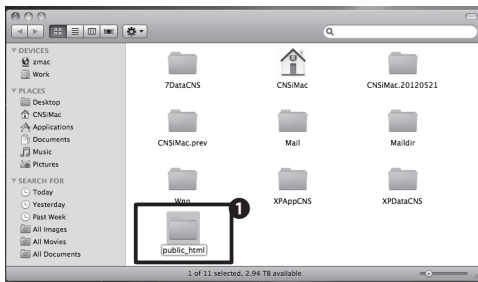 DEVICES
zmac
Work
PLACES
Desktop
CNSiMac
Applications
Documents
Music
Pictures
SEARCH FOR
Today
Yesterday
Past Week
All Images
All Movies
All Documents
7DataCNS
CNSiMac
CNSiMac.20120521
CNSiMac.prev
Mail
Maildir
Wnn
XPAppCNS
XPDataCNS
1
public_html
1 of 11 selected, 2.94 TB available